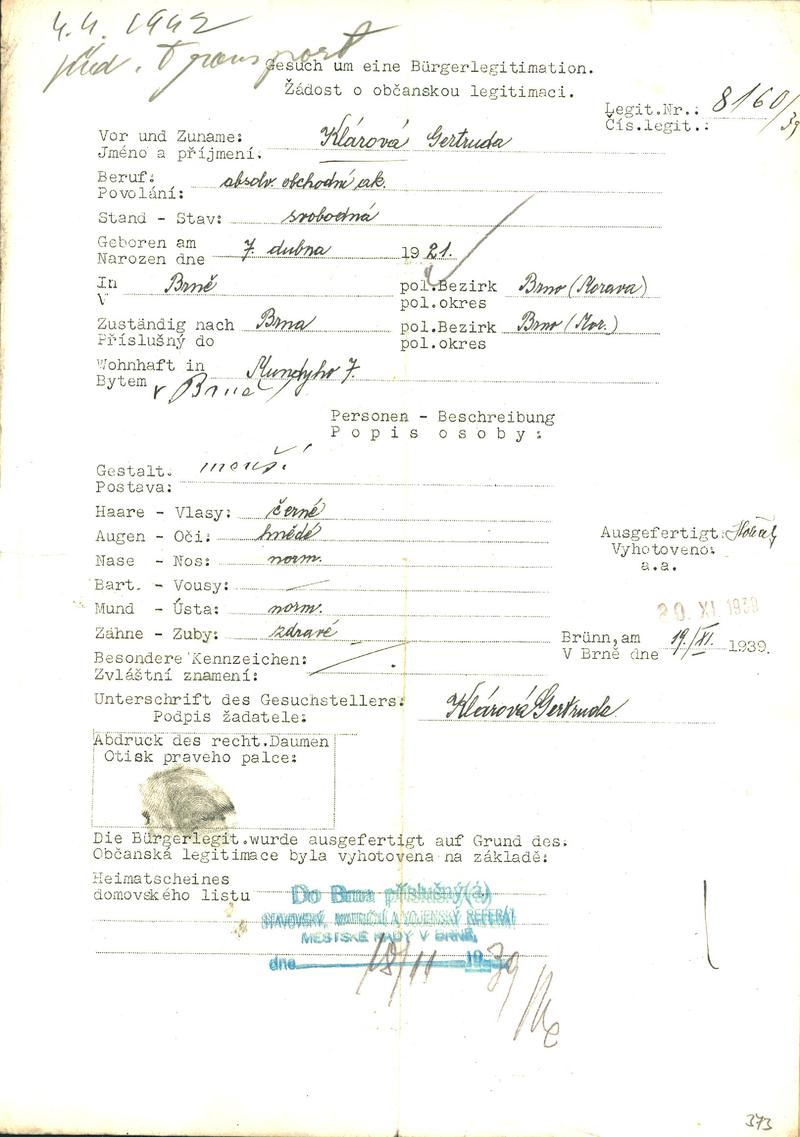 4.4. 1942
jüd. Transport
Gesuch um eine Bürgerlegitimation.
Žádost o občanskou legitimaci.
Legit.Nr.: 8160/39
Čís.legit.:
Vor und Zuname: Klárová Gertruda
Jméno a příjmení.
Beruf: absolv. obchodní ak.
Povolání:
Stand - Stav: svobodná
Geboren am 7. dubna 1921.
Narozen dne
In Brně pol.Bezirk Brno (Morava)
V pol.okres
Zuständig nach Brna pol.Bezirk Brno (Mor.)
Příslušný do pol.okres
Wohnhaft in Mundyho 7.
Bytem v Brně
Personen - Beschreibung
Popis osoby:
Gestalt: menší
Postava:
Haare - Vlasy: černé
Augen - Oči: hnědé
Ausgefertigt:
Vyhotoveno:
a.a.
Nase - Nos: norm.
Bart. - Vousy: —
Mund - Ústa: norm.
20. XI. 1939
Zähne - Zuby: zdravé
Brünn,am 19./XI. 1939.
V Brně dne
Besondere Kennzeichen:
Zvláštní znamení:
Unterschrift des Gesuchstellers: Klárová Gertruda.
Podpis žadatele:
Abdruck des recht.Daumen
Otisk praveho palce:
Die Bürgerlegit.wurde ausgefertigt auf Grund des:
Občanská legitimace byla vyhotovena na základě:
Heimatscheines
domovského listu
Do Brna příslušný(á)
STAVOVSKÝ, MATRIČNÍ A VOJENSKÝ REFERÁT
MĚSTSKÉ RADY V BRNĚ,
dne 18/11 1939
373